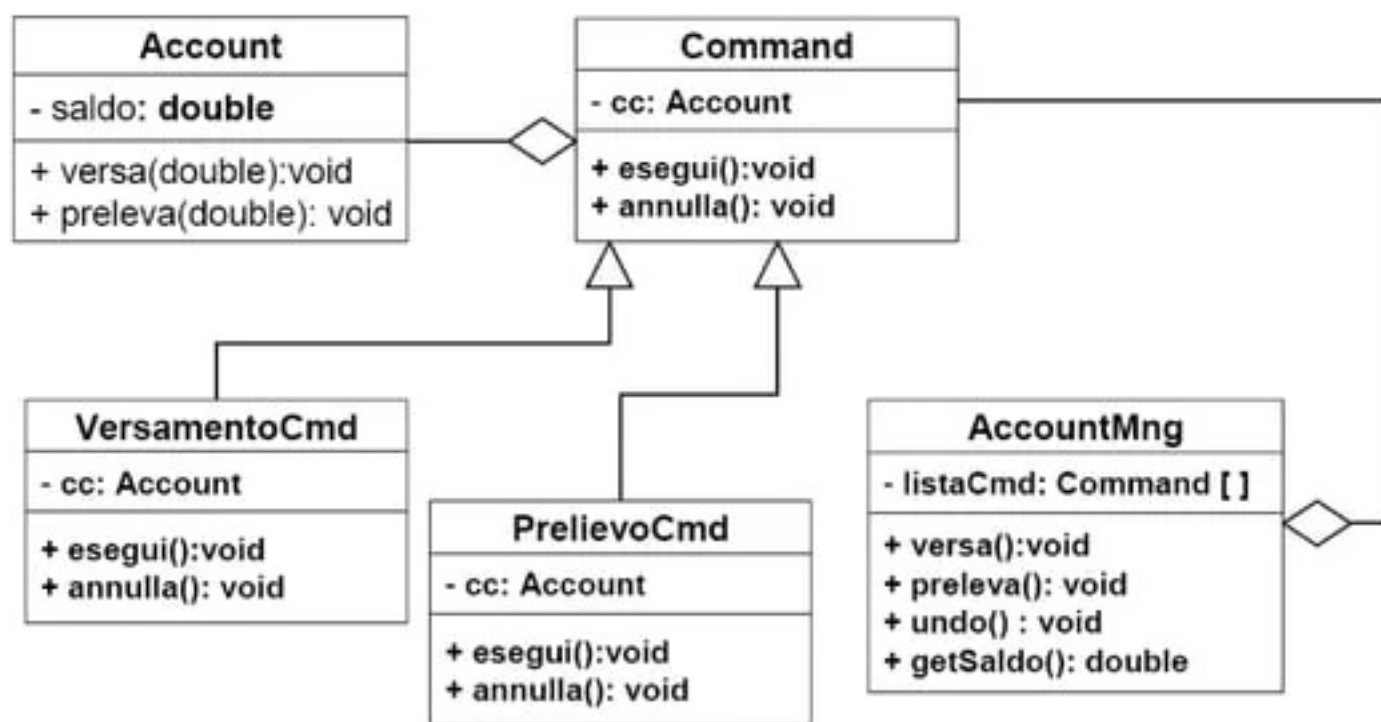 Account
- saldo: double
+ versa(double):void
+ preleva(double): void
Command
- cc: Account
+ esegui():void
+ annulla(): void
VersamentoCmd
- cc: Account
+ esegui():void
+ annulla(): void
PrelievoCmd
- cc: Account
+ esegui():void
+ annulla(): void
AccountMng
- listaCmd: Command [ ]
+ versa():void
+ preleva(): void
+ undo() : void
+ getSaldo(): double